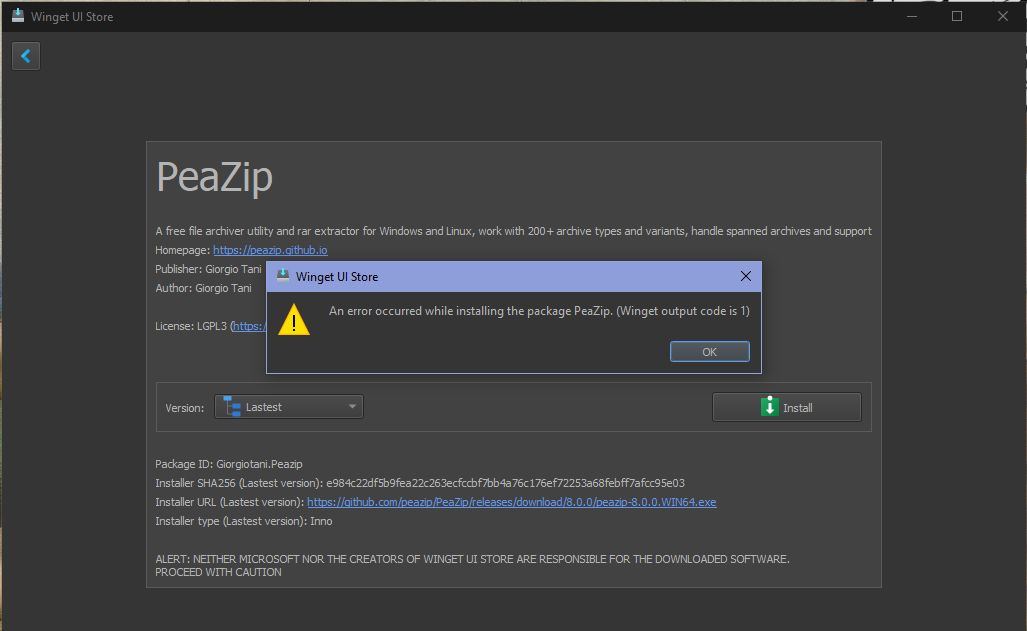 Winget UI Store
PeaZip
A free file archiver utility and rar extractor for Windows and Linux, work with 200+ archive types and variants, handle spanned archives and support
Homepage: https://peazip.github.io
Publisher: Giorgio Tani
Author: Giorgio Tani
Winget UI Store
An error occurred while installing the package PeaZip. (Winget output code is 1)
OK
License: LGPL3 (https:/
Version:
Lastest
Install
Package ID: Giorgiotani.Peazip
Installer SHA256 (Lastest version): e984c22df5b9fea22c263ecfccbf7bb4a76c176ef72253a68febff7afcc95e03
Installer URL (Lastest version): https://github.com/peazip/PeaZip/releases/download/8.0.0/peazip-8.0.0.WIN64.exe
Installer type (Lastest version): Inno
ALERT: NEITHER MICROSOFT NOR THE CREATORS OF WINGET UI STORE ARE RESPONSIBLE FOR THE DOWNLOADED SOFTWARE.
PROCEED WITH CAUTION